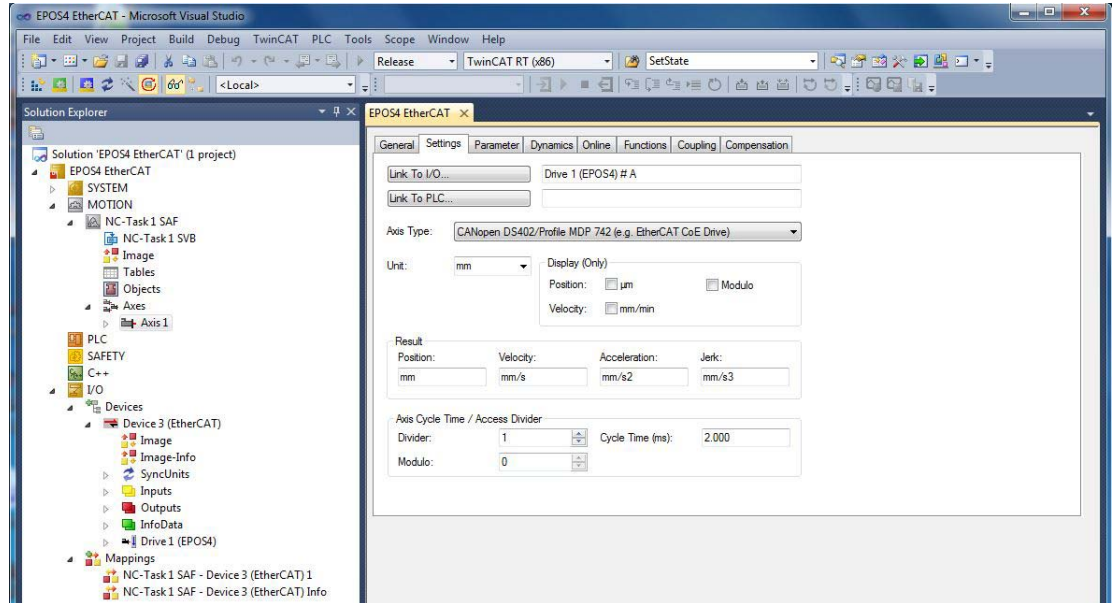 EPOS4 EtherCAT - Microsoft Visual Studio
File Edit View Project Build Debug TwinCAT PLC Tools Scope Window Help
Release TwinCAT RT (x86) SetState
<Local>
Solution Explorer
Solution 'EPOS4 EtherCAT' (1 project)
EPOS4 EtherCAT
SYSTEM
MOTION
NC-Task 1 SAF
NC-Task 1 SVB
Image
Tables
Objects
Axes
Axis 1
PLC
SAFETY
C++
I/O
Devices
Device 3 (EtherCAT)
Image
Image-Info
SyncUnits
Inputs
Outputs
InfoData
Drive 1 (EPOS4)
Mappings
NC-Task 1 SAF - Device 3 (EtherCAT) 1
NC-Task 1 SAF - Device 3 (EtherCAT) Info
EPOS4 EtherCAT
General Settings Parameter Dynamics Online Functions Coupling Compensation
Link To I/O... Drive 1 (EPOS4) # A
Link To PLC...
Axis Type: CANopen DS402/Profile MDP 742 (e.g. EtherCAT CoE Drive)
Unit: mm
Display (Only)
Position: µm Modulo
Velocity: mm/min
Result
Position: Velocity: Acceleration: Jerk:
mm mm/s mm/s2 mm/s3
Axis Cycle Time / Access Divider
Divider: 1 Cycle Time (ms): 2.000
Modulo: 0